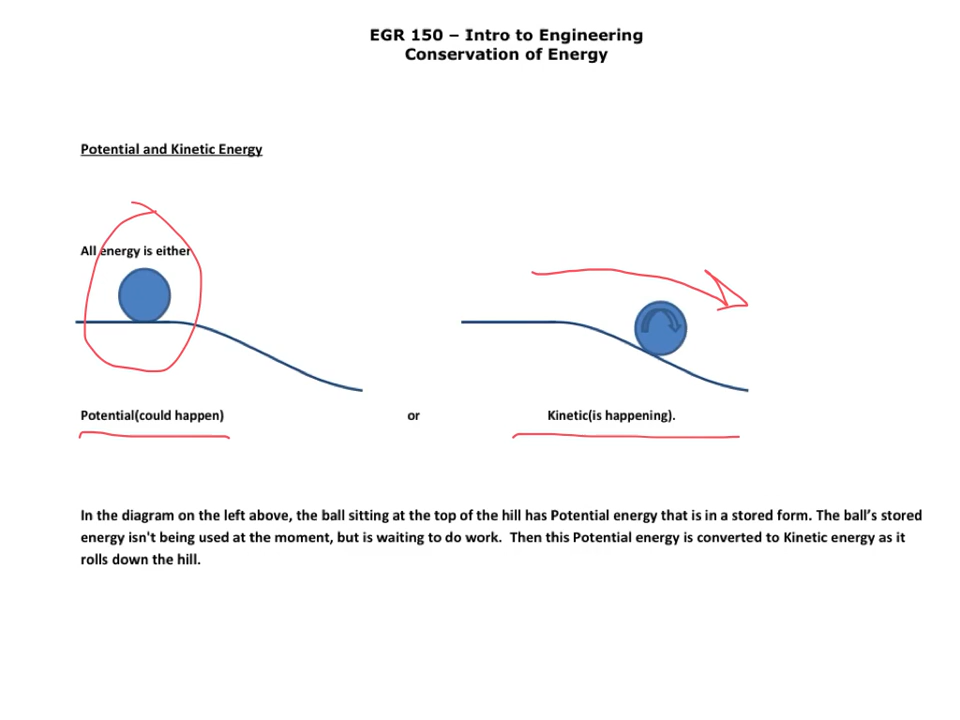 EGR 150 – Intro to Engineering
Conservation of Energy
Potential and Kinetic Energy
All energy is either
Potential(could happen) or Kinetic(is happening).
In the diagram on the left above, the ball sitting at the top of the hill has Potential energy that is in a stored form. The ball’s stored
energy isn't being used at the moment, but is waiting to do work.  Then this Potential energy is converted to Kinetic energy as it
rolls down the hill.